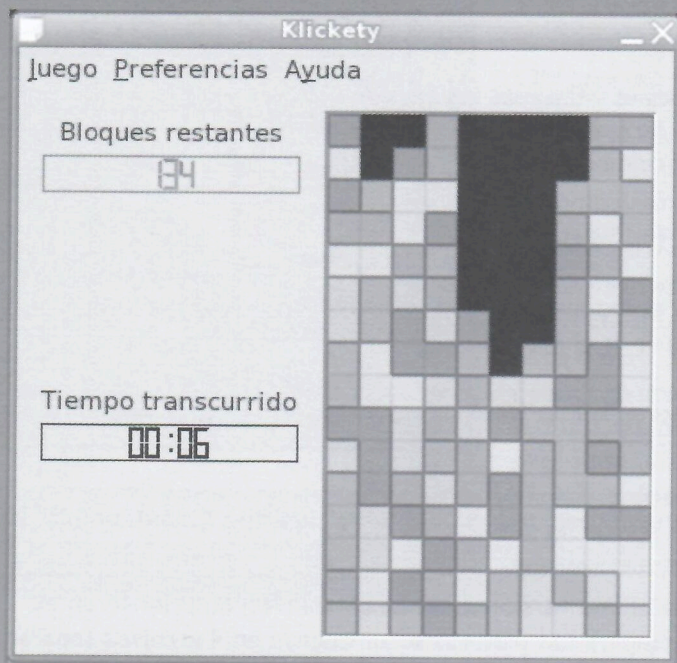 Klickety
Juego Preferencias Ayuda
Bloques restantes
134
Tiempo transcurrido
00:06